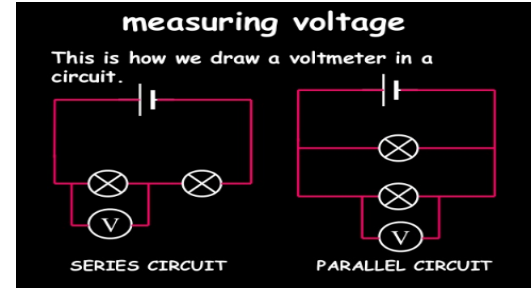 measuring voltage
This is how we draw a voltmeter in a
circuit.
V
V
SERIES CIRCUIT
PARALLEL CIRCUIT